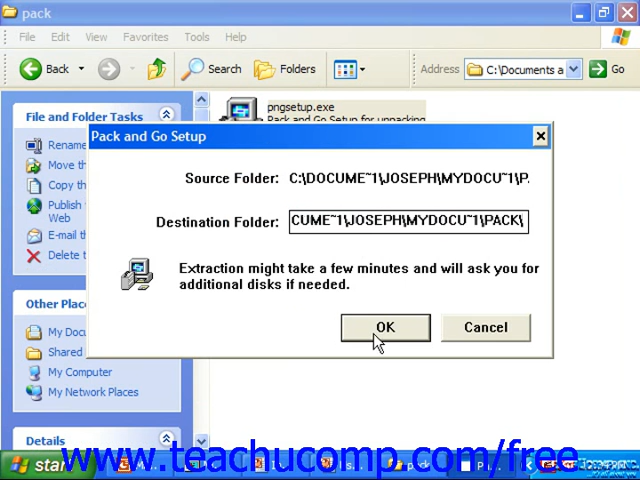 pack
File Edit View Favorites Tools Help
Back Search Folders Address C:\Documents a Go
File and Folder Tasks
Rename
Move th
Copy th
Publish
Web
E-mail th
Delete t
Other Plac
My Docu
Shared
My Computer
My Network Places
Details
pngsetup.exe
Pack and Go Setup for unpacking
Pack and Go Setup
Source Folder: C:\DOCUME~1\JOSEPH\MYDOCU~1\P.
Destination Folder: CUME~1\JOSEPH\MYDOCU~1\PACK\
Extraction might take a few minutes and will ask you for
additional disks if needed.
OK Cancel
www.teachucomp.com/free
start